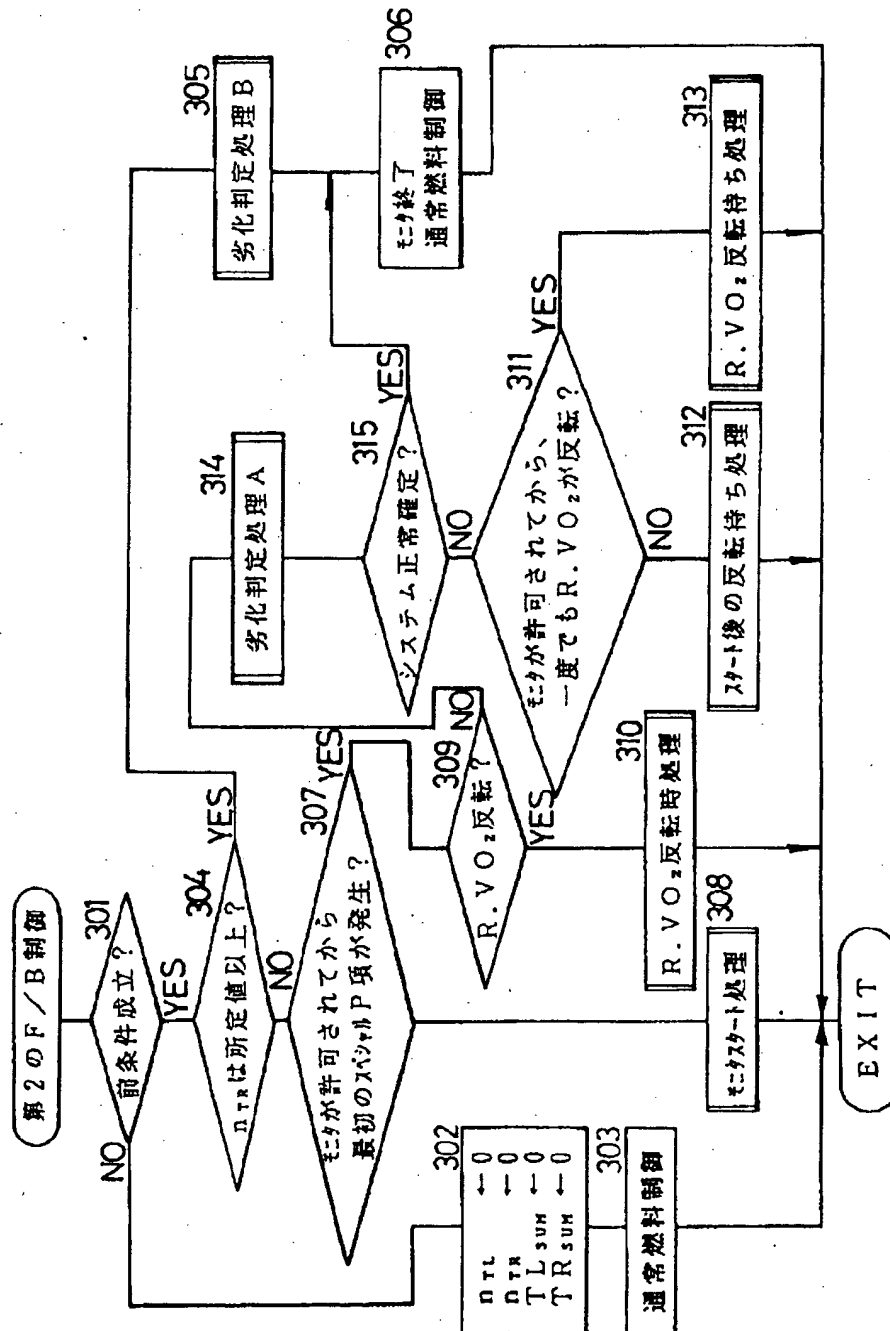 第2のF/B制御
301
前条件成立?
NO
YES
304
nTRは所定値以上?
YES
NO
307
モニタが許可されてから
最初のスペシャルP項が発生?
YES
302
nTL ←0
nTR ←0
TLSUM ←0
TRSUM ←0
303
通常燃料制御
308
モニタスタート処理
309
R.VO₂反転?
NO
YES
310
R.VO₂反転時処理
314
劣化判定処理A
315
システム正常確定?
YES
NO
311
モニタが許可されてから、
一度でもR.VO₂が反転?
YES
NO
312
スタート後の反転待ち処理
313
R.VO₂反転待ち処理
305
劣化判定処理B
306
モニタ終了
通常燃料制御
EXIT